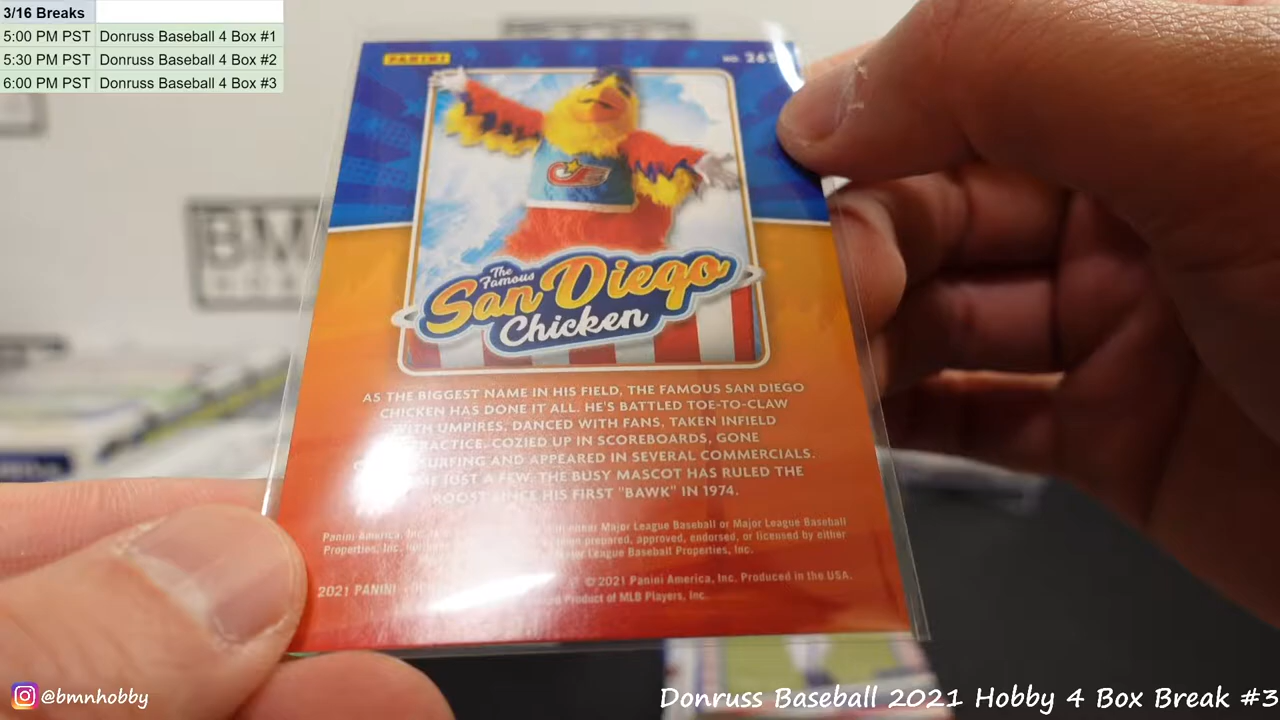 3/16 Breaks
5:00 PM PST Donruss Baseball 4 Box #1
5:30 PM PST Donruss Baseball 4 Box #2
6:00 PM PST Donruss Baseball 4 Box #3
PANINI
NO. 265
BM
The
Famous
San Diego
Chicken
AS THE BIGGEST NAME IN HIS FIELD, THE FAMOUS SAN DIEGO
CHICKEN HAS DONE IT ALL. HE'S BATTLED TOE-TO-CLAW
WITH UMPIRES, DANCED WITH FANS, TAKEN INFIELD
PRACTICE, COZIED UP IN SCOREBOARDS, GONE
SURFING AND APPEARED IN SEVERAL COMMERCIALS.
JUST A FEW. THE BUSY MASCOT HAS RULED THE
ROOST SINCE HIS FIRST "BAWK" IN 1974.
Panini America, Inc. Major League Baseball or Major League Baseball
Properties, Inc. been prepared, approved, endorsed, or licensed by either
Major League Baseball Properties, Inc.
2021 PANINI © 2021 Panini America, Inc. Produced in the USA.
Product of MLB Players, Inc.
@bmnhobby
Donruss Baseball 2021 Hobby 4 Box Break #3